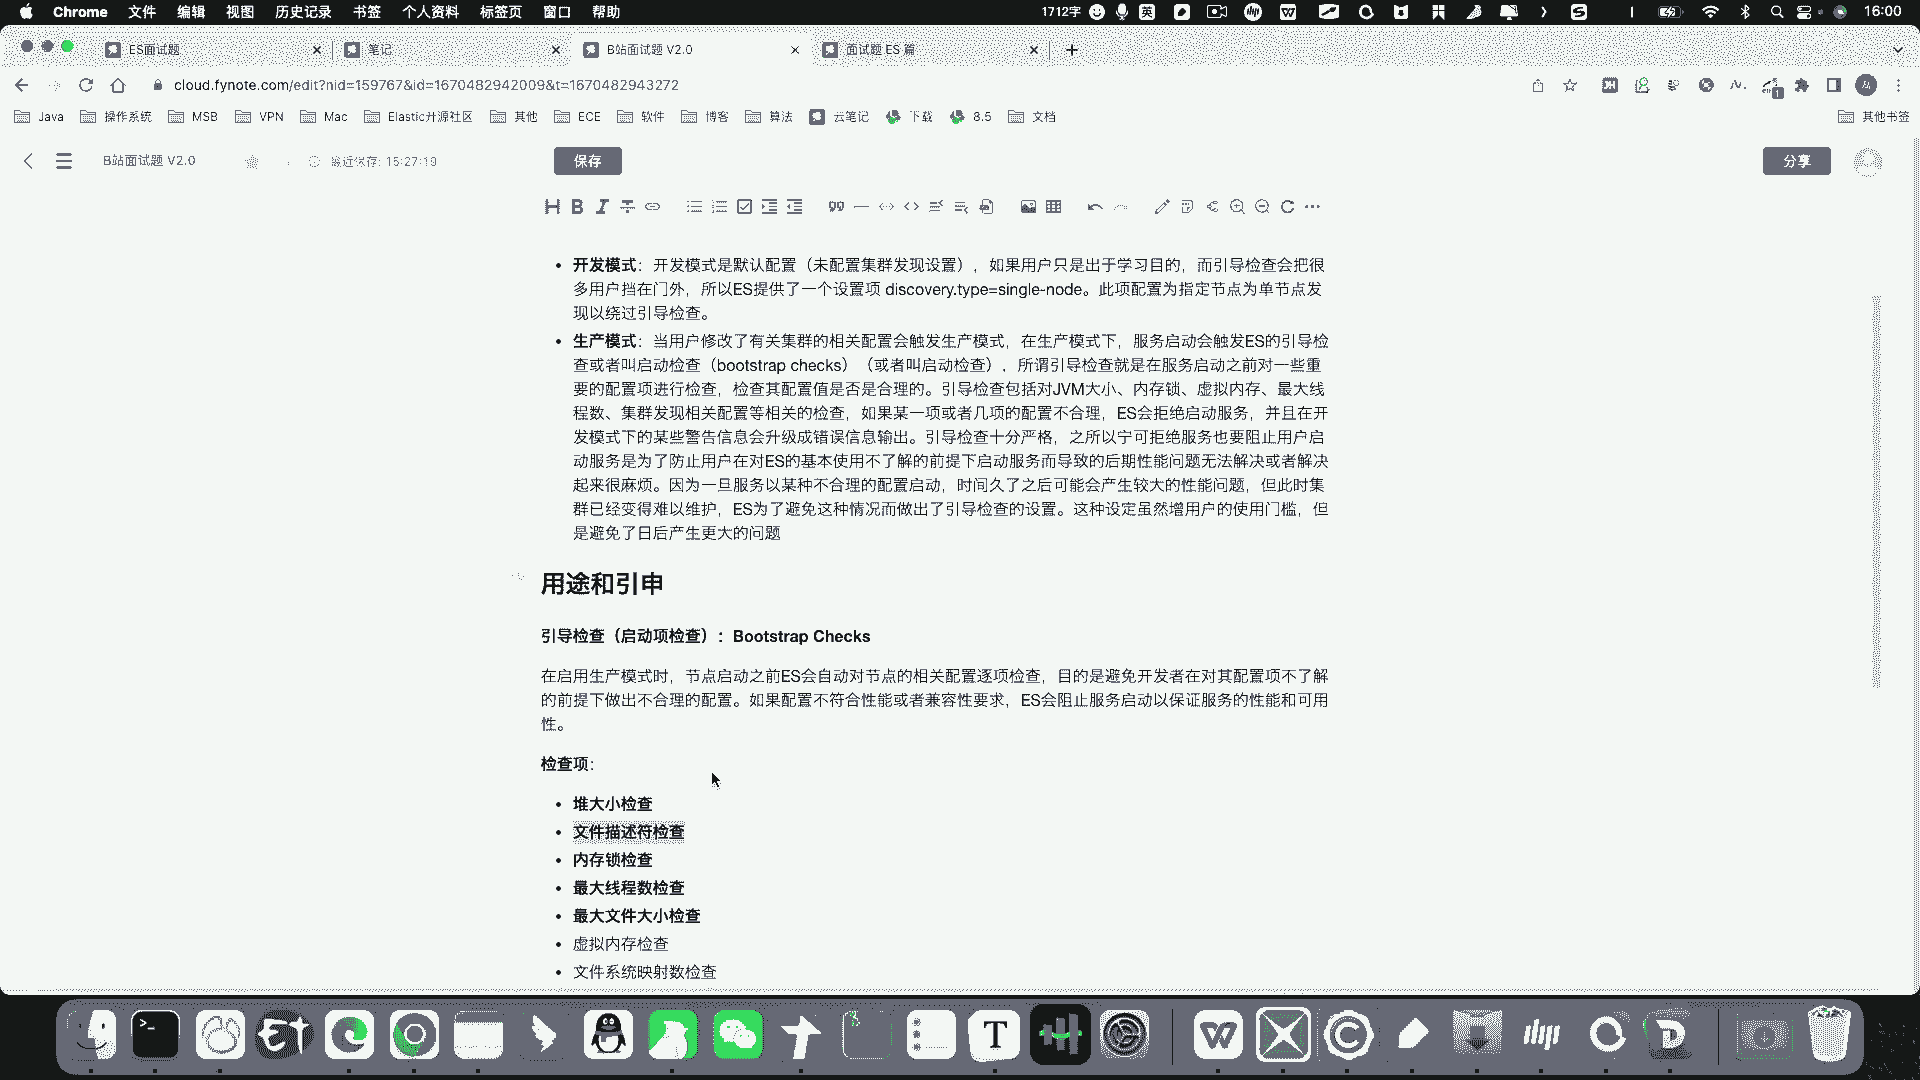 Chrome 文件 编辑 视图 历史记录 书签 个人资料 标签页 窗口 帮助 1712字 英 16:00
ES面试题 笔记 B站面试题 V2.0 面试题 ES 篇
cloud.fynote.com/edit?nid=159767&id=1670482942009&t=1670482943272
Java 操作系统 MSB VPN Mac Elastic开源社区 其他 ECE 软件 博客 算法 云笔记 下载 8.5 文档 其他书签
B站面试题 V2.0 最近保存: 15:27:19 保存 分享
开发模式：开发模式是默认配置（未配置集群发现设置），如果用户只是出于学习目的，而引导检查会把很
多用户挡在门外，所以ES提供了一个设置项 discovery.type=single-node。此项配置为指定节点为单节点发
现以绕过引导检查。
生产模式：当用户修改了有关集群的相关配置会触发生产模式，在生产模式下，服务启动会触发ES的引导检
查或者叫启动检查（bootstrap checks）（或者叫启动检查），所谓引导检查就是在服务启动之前对一些重
要的配置项进行检查，检查其配置值是否是合理的。引导检查包括对JVM大小、内存锁、虚拟内存、最大线
程数、集群发现相关配置等相关的检查，如果某一项或者几项的配置不合理，ES会拒绝启动服务，并且在开
发模式下的某些警告信息会升级成错误信息输出。引导检查十分严格，之所以宁可拒绝服务也要阻止用户启
动服务是为了防止用户在对ES的基本使用不了解的前提下启动服务而导致的后期性能问题无法解决或者解决
起来很麻烦。因为一旦服务以某种不合理的配置启动，时间久了之后可能会产生较大的性能问题，但此时集
群已经变得难以维护，ES为了避免这种情况而做出了引导检查的设置。这种设定虽然增用户的使用门槛，但
是避免了日后产生更大的问题
用途和引申
引导检查（启动项检查）：Bootstrap Checks
在启用生产模式时，节点启动之前ES会自动对节点的相关配置逐项检查，目的是避免开发者在对其配置项不了解
的前提下做出不合理的配置。如果配置不符合性能或者兼容性要求，ES会阻止服务启动以保证服务的性能和可用
性。
检查项：
堆大小检查
文件描述符检查
内存锁检查
最大线程数检查
最大文件大小检查
虚拟内存检查
文件系统映射数检查